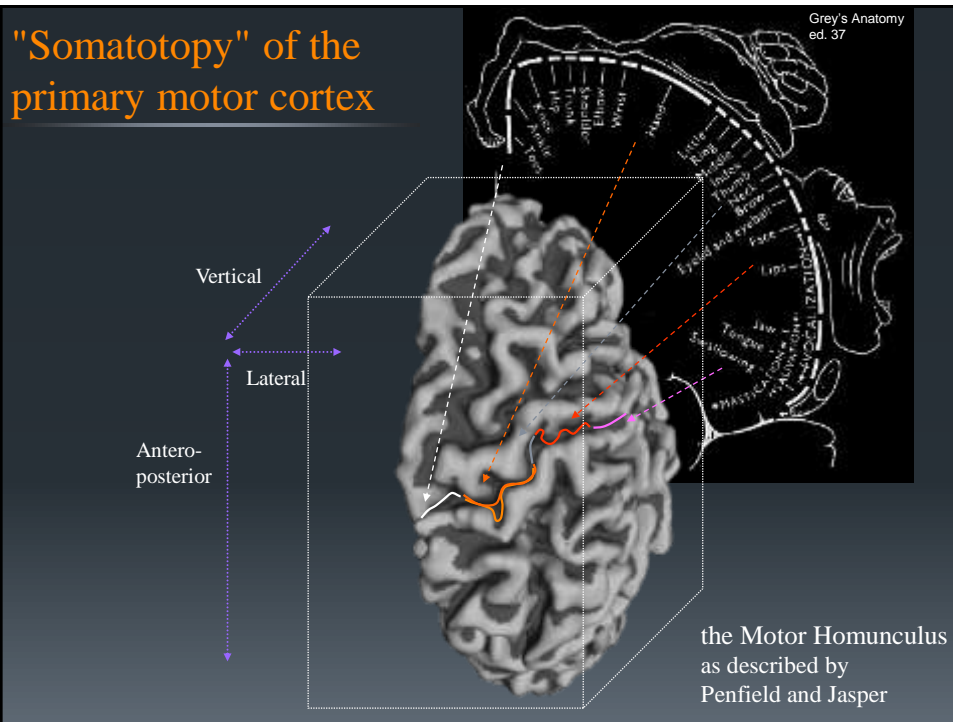 "Somatotopy" of the
primary motor cortex
Grey's Anatomy
ed. 37
Toes
Ankle
Knee
Hip
Trunk
Shoulder
Elbow
Wrist
Hand
Little
Ring
Middle
Index
Thumb
Neck
Brow
Eyelid and eyeball
Face
Lips
Jaw
Tongue
Swallowing
MASTICATION
SALIVATION
VOCALIZATION
Vertical
Lateral
Antero-
posterior
the Motor Homunculus
as described by
Penfield and Jasper